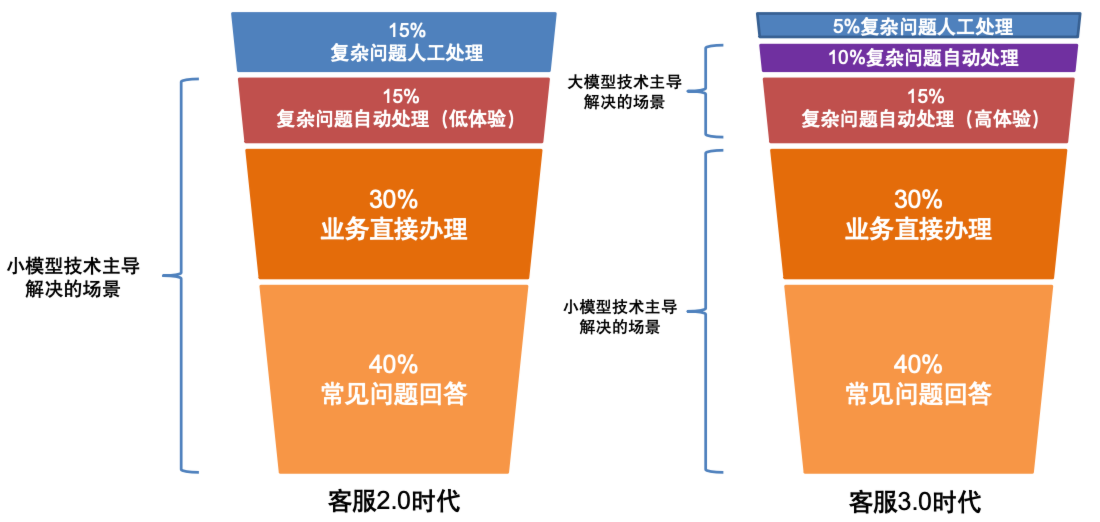 15%
复杂问题人工处理
15%
复杂问题自动处理（低体验）
30%
业务直接办理
40%
常见问题回答
小模型技术主导
解决的场景
客服2.0时代
5%复杂问题人工处理
10%复杂问题自动处理
15%
复杂问题自动处理（高体验）
30%
业务直接办理
40%
常见问题回答
大模型技术主导
解决的场景
小模型技术主导
解决的场景
客服3.0时代